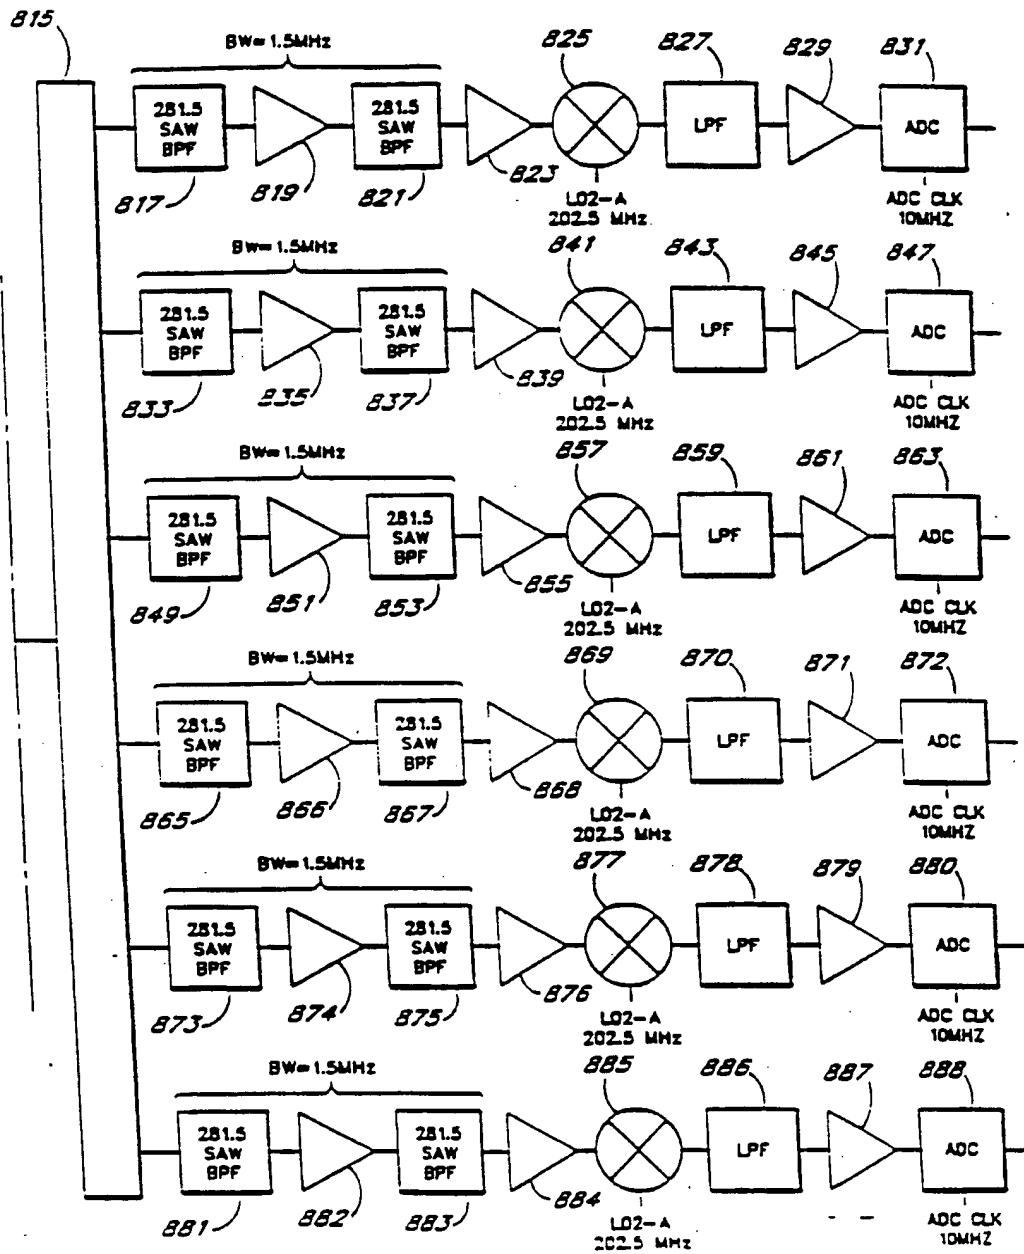 815
BW=1.5MHz
825
827
829
831
281.5 SAW BPF
281.5 SAW BPF
LPF
ADC
817
819
821
823
LO2-A
202.5 MHz
ADC CLK
10MHZ
BW=1.5MHz
841
843
845
847
281.5 SAW BPF
281.5 SAW BPF
LPF
ADC
833
835
837
839
LO2-A
202.5 MHz
ADC CLK
10MHZ
BW=1.5MHz
857
859
861
863
281.5 SAW BPF
281.5 SAW BPF
LPF
ADC
849
851
853
855
LO2-A
202.5 MHz
ADC CLK
10MHZ
BW=1.5MHz
869
870
871
872
281.5 SAW BPF
281.5 SAW BPF
LPF
ADC
865
866
867
868
LO2-A
202.5 MHz
ADC CLK
10MHZ
BW=1.5MHz
877
878
879
880
281.5 SAW BPF
281.5 SAW BPF
LPF
ADC
873
874
875
876
LO2-A
202.5 MHz
ADC CLK
10MHZ
BW=1.5MHz
885
886
887
888
281.5 SAW BPF
281.5 SAW BPF
LPF
ADC
881
882
883
884
LO2-A
202.5 MHz
ADC CLK
10MHZ